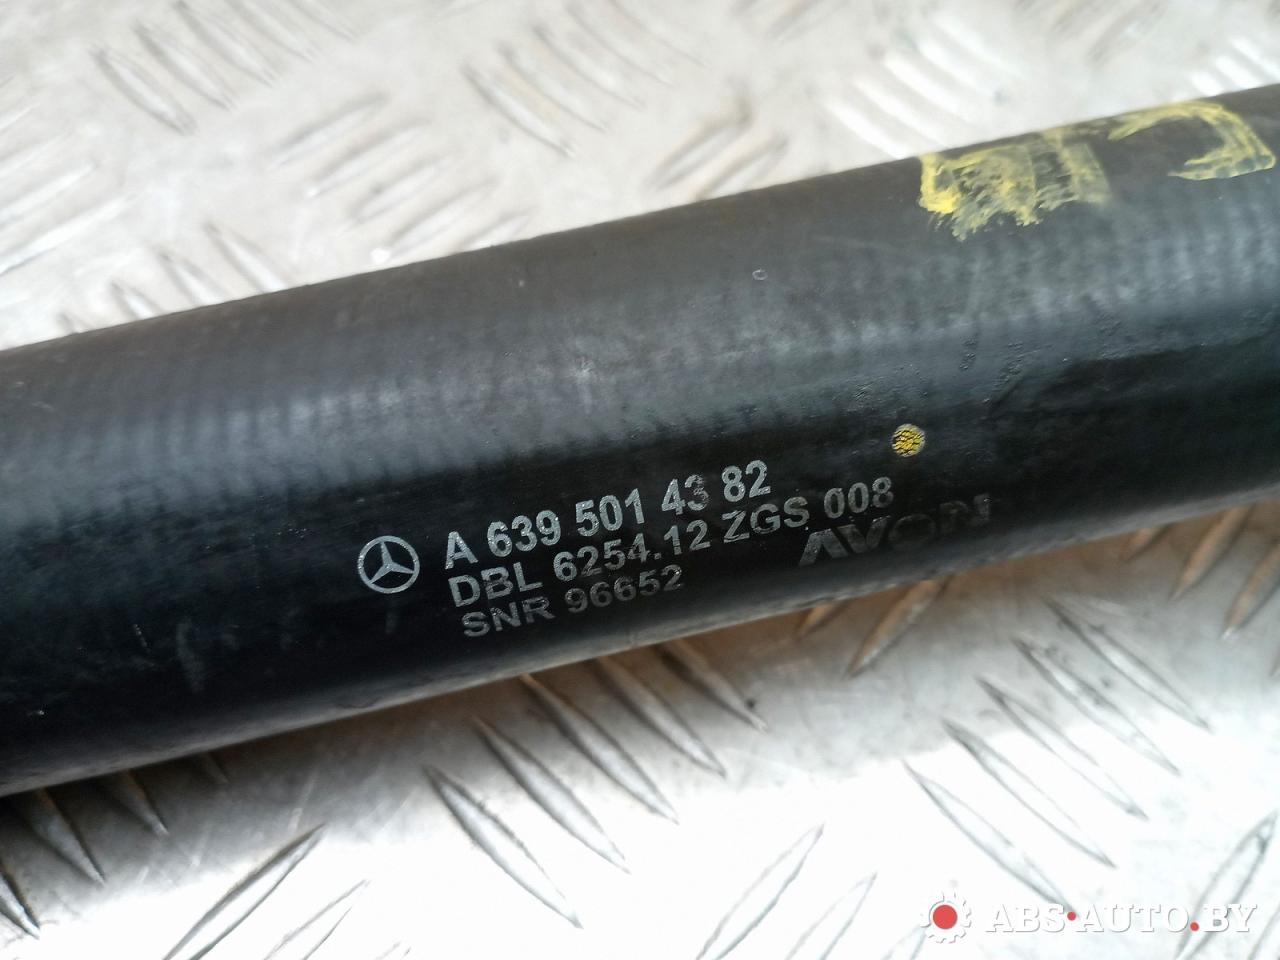 A 639 501 43 82
DBL 6254.12 ZGS 008
SNR 96652
AVON
ABS-AUTO.BY